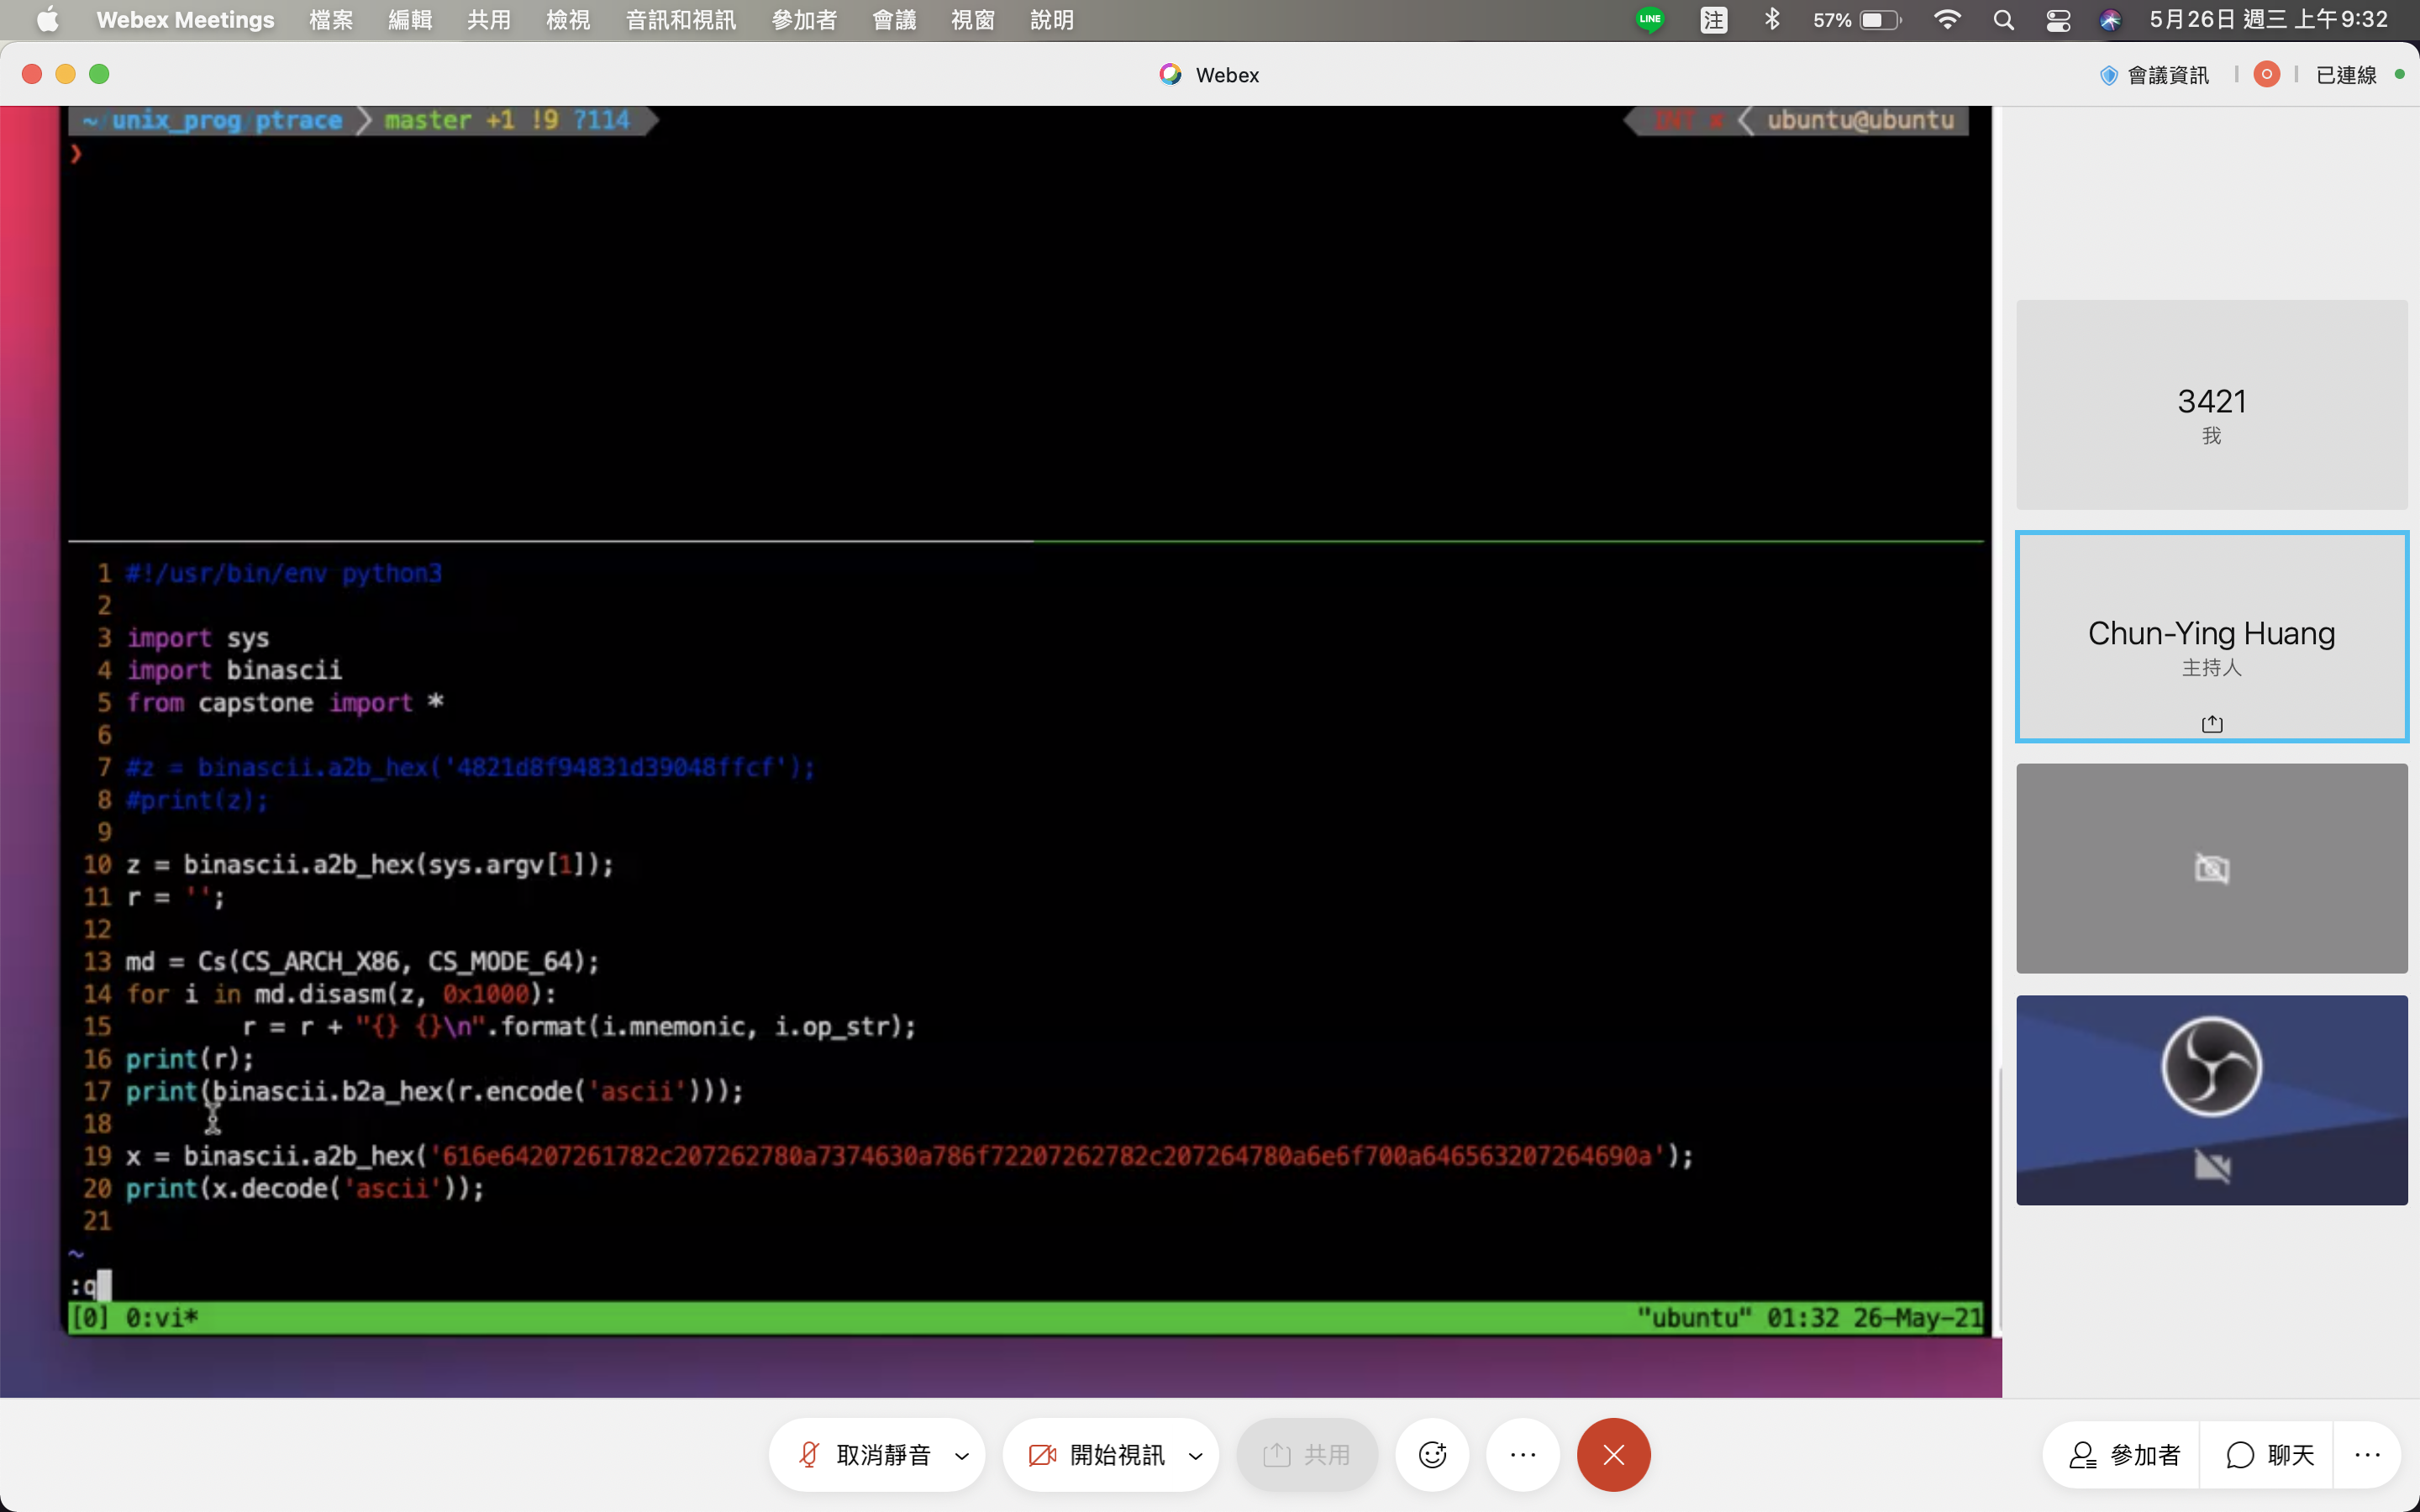 Webex Meetings 檔案 編輯 共用 檢視 音訊和視訊 參加者 會議 視窗 說明 LINE 注 57% 5月26日 週三 上午9:32
Webex 會議資訊 已連線
~ unix_prog ptrace master +1 !9 ?114 INT ubuntu@ubuntu
❯
1 #!/usr/bin/env python3
2
3 import sys
4 import binascii
5 from capstone import *
6
7 #z = binascii.a2b_hex('4821d8f94831d39048ffcf');
8 #print(z);
9
10 z = binascii.a2b_hex(sys.argv[1]);
11 r = '';
12
13 md = Cs(CS_ARCH_X86, CS_MODE_64);
14 for i in md.disasm(z, 0x1000):
15 r = r + "{} {}\n".format(i.mnemonic, i.op_str);
16 print(r);
17 print(binascii.b2a_hex(r.encode('ascii')));
18
19 x = binascii.a2b_hex('616e64207261782c207262780a7374630a786f72207262782c207264780a6e6f700a646563207264690a');
20 print(x.decode('ascii'));
21
~
:q
[0] 0:vi* "ubuntu" 01:32 26-May-21
3421
我
Chun-Ying Huang
主持人
取消靜音 開始視訊 共用 參加者 聊天